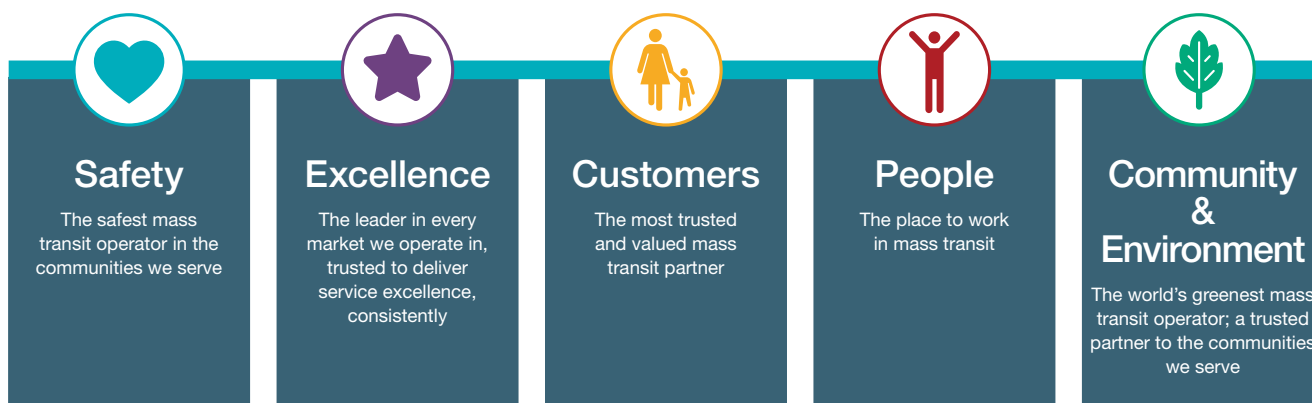 Safety
The safest mass
transit operator in the
communities we serve
Excellence
The leader in every
market we operate in,
trusted to deliver
service excellence,
consistently
Customers
The most trusted
and valued mass
transit partner
People
The place to work
in mass transit
Community
&
Environment
The world’s greenest mass
transit operator; a trusted
partner to the communities
we serve